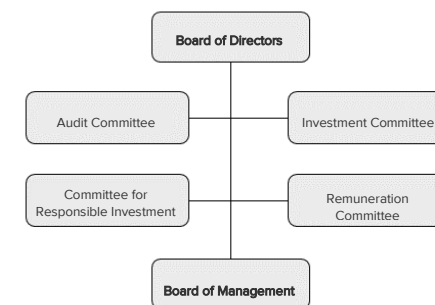 Board of Directors
Audit Committee
Investment Committee
Committee for
Responsible Investment
Remuneration
Committee
Board of Management